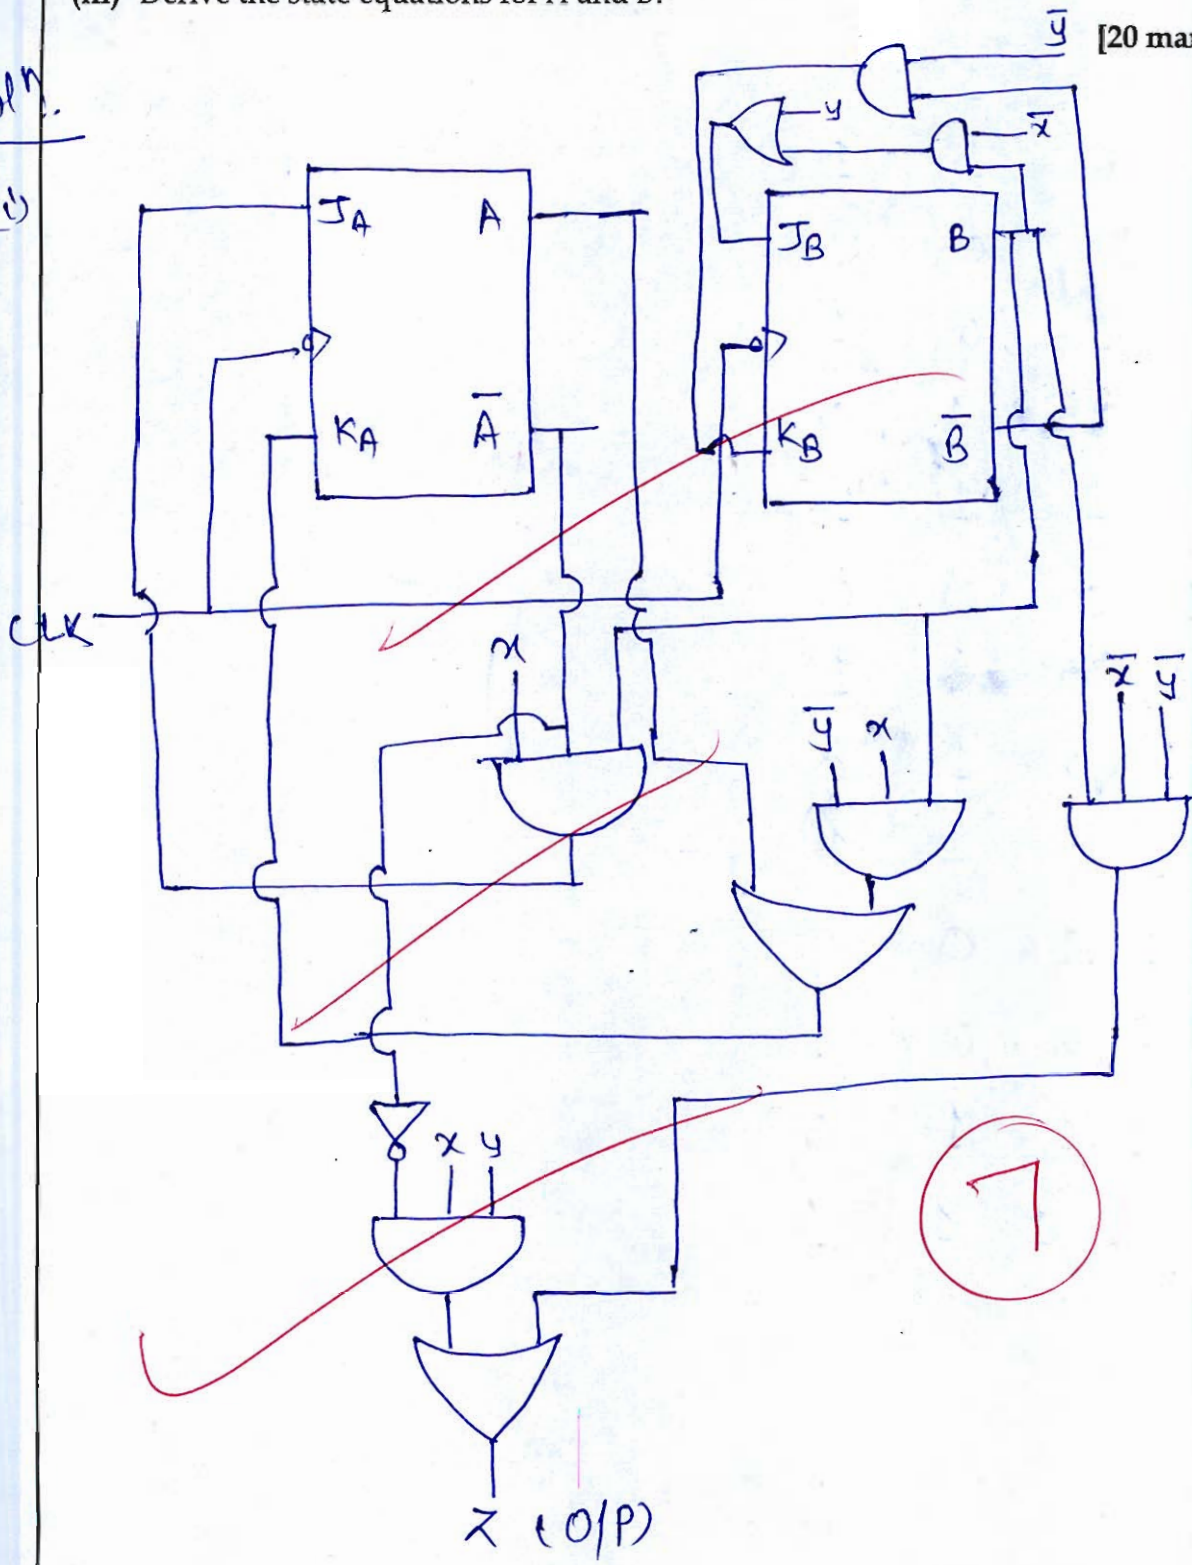 (iii) Derive the state equations for A and B.
[20 mar
ȳ
y
x̄
J_A A
J_B B
K_A Ā
K_B B̄
CLK
x
ȳ x
x̄ ȳ
x y
7
Z (O/P)